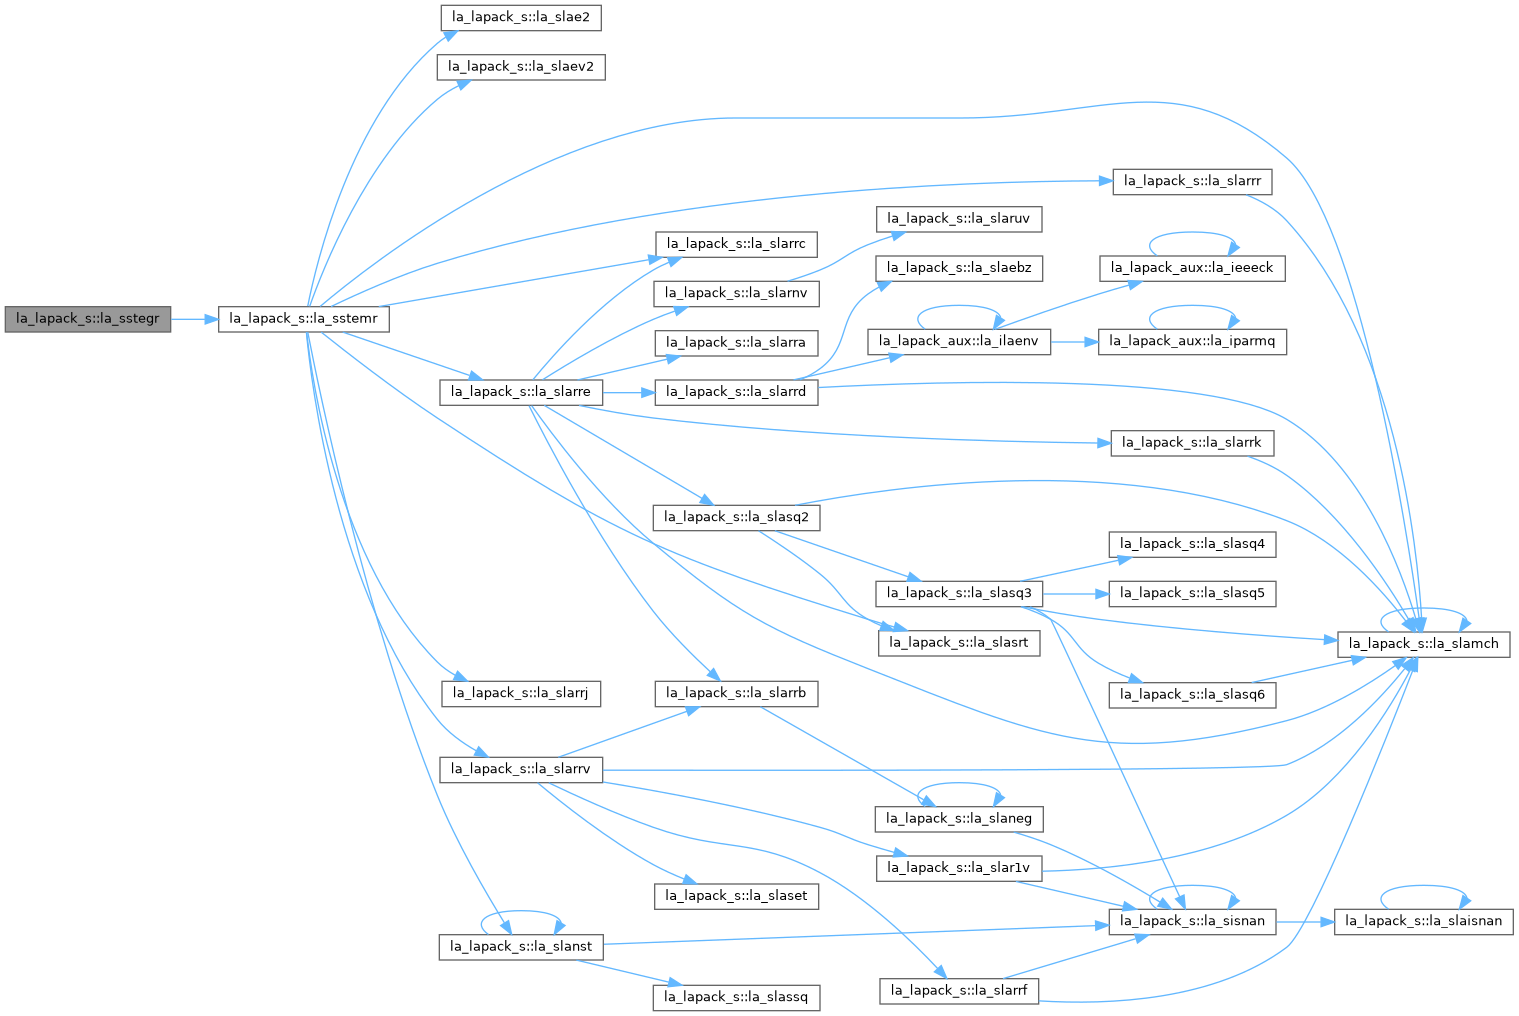 la_lapack_s::la_sstegr
la_lapack_s::la_sstemr
la_lapack_s::la_slae2
la_lapack_s::la_slaev2
la_lapack_s::la_slarre
la_lapack_s::la_slarrj
la_lapack_s::la_slarrv
la_lapack_s::la_slanst
la_lapack_s::la_slarrc
la_lapack_s::la_slarnv
la_lapack_s::la_slarra
la_lapack_s::la_slarrd
la_lapack_s::la_slasq2
la_lapack_s::la_slarrb
la_lapack_s::la_slaset
la_lapack_s::la_slassq
la_lapack_s::la_slaruv
la_lapack_s::la_slaebz
la_lapack_aux::la_ilaenv
la_lapack_s::la_slasq3
la_lapack_s::la_slasrt
la_lapack_s::la_slaneg
la_lapack_s::la_slar1v
la_lapack_s::la_slarrf
la_lapack_s::la_slarrr
la_lapack_aux::la_ieeeck
la_lapack_aux::la_iparmq
la_lapack_s::la_slarrk
la_lapack_s::la_slasq4
la_lapack_s::la_slasq5
la_lapack_s::la_slasq6
la_lapack_s::la_sisnan
la_lapack_s::la_slamch
la_lapack_s::la_slaisnan